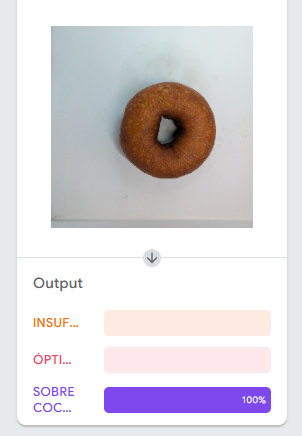 Output
INSUF...
ÓPTI...
SOBRE
COC...
100%